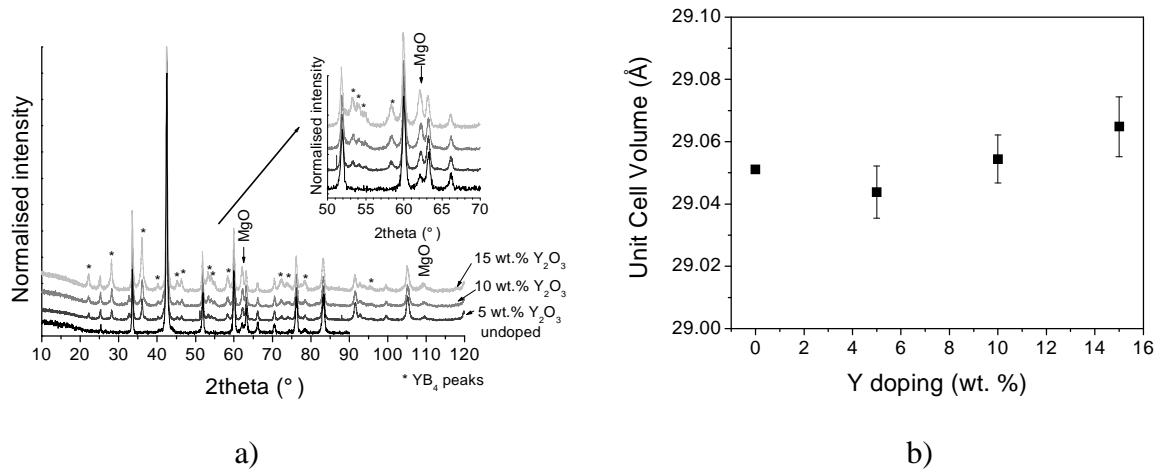 Normalised intensity
2theta (°)
10 20 30 40 50 60 70 80 90 100 110 120
MgO
MgO
15 wt.% Y₂O₃
10 wt.% Y₂O₃
5 wt.% Y₂O₃
undoped
* YB₄ peaks
* * * * * * * * * * * * *
Normalised intensity
MgO
* * * *
50 55 60 65 70
2theta (°)
a)
Unit Cell Volume (Å)
29.10
29.08
29.06
29.04
29.02
29.00
0 2 4 6 8 10 12 14 16
Y doping (wt. %)
b)